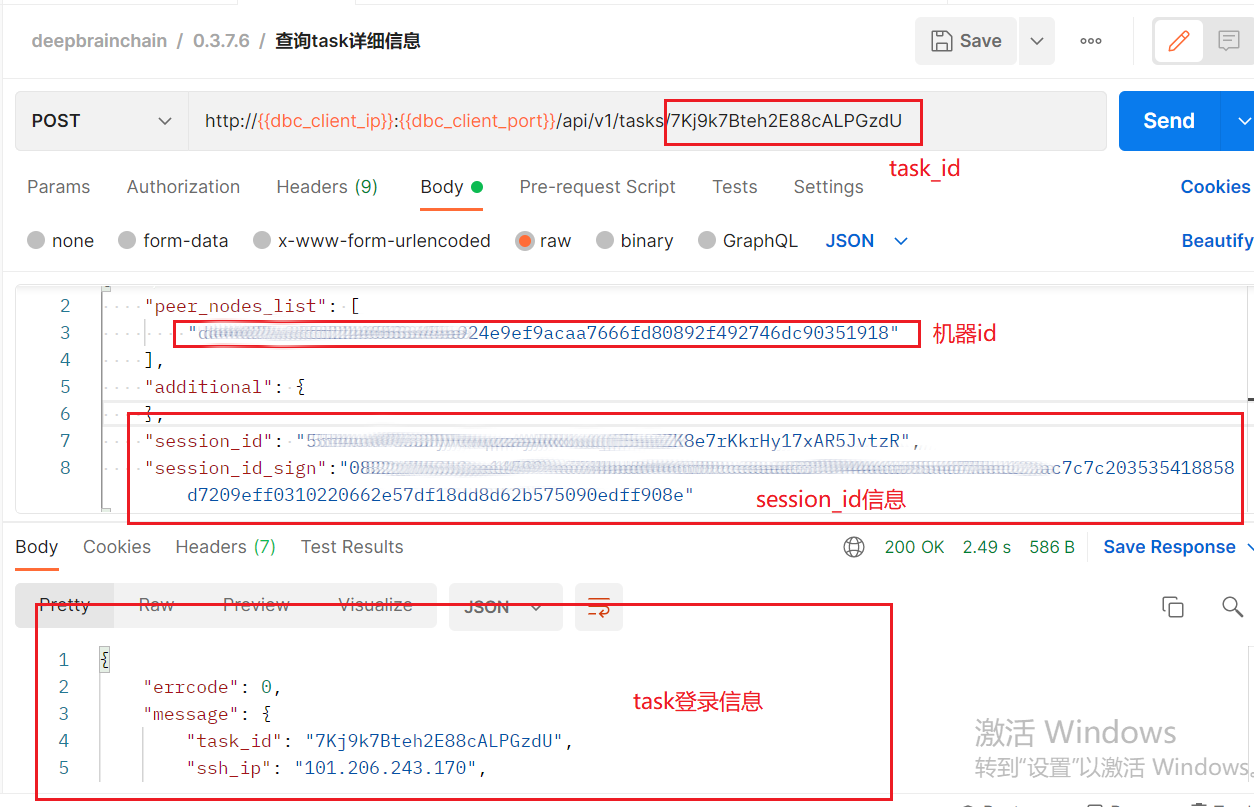 deepbrainchain / 0.3.7.6 / 查询task详细信息
Save
POST
http://{{dbc_client_ip}}:{{dbc_client_port}}/api/v1/tasks/7Kj9k7Bteh2E88cALPGzdU
Send
task_id
Params Authorization Headers (9) Body Pre-request Script Tests Settings Cookies
none form-data x-www-form-urlencoded raw binary GraphQL JSON Beautify
2 "peer_nodes_list": [
3 924e9ef9acaa7666fd80892f492746dc90351918" 机器id
4 ],
5 "additional": {
6 },
7 "session_id": "5 ZK8e7rKkrHy17xAR5JvtzR",
8 "session_id_sign":"08 ac7c7c203535418858
d7209eff0310220662e57df18dd8d62b575090edff908e"
session_id信息
Body Cookies Headers (7) Test Results 200 OK 2.49 s 586 B Save Response
Pretty Raw Preview Visualize JSON
1 {
2 "errcode": 0,
3 "message": {
4 "task_id": "7Kj9k7Bteh2E88cALPGzdU",
5 "ssh_ip": "101.206.243.170",
task登录信息
激活 Windows
转到“设置”以激活 Windows。